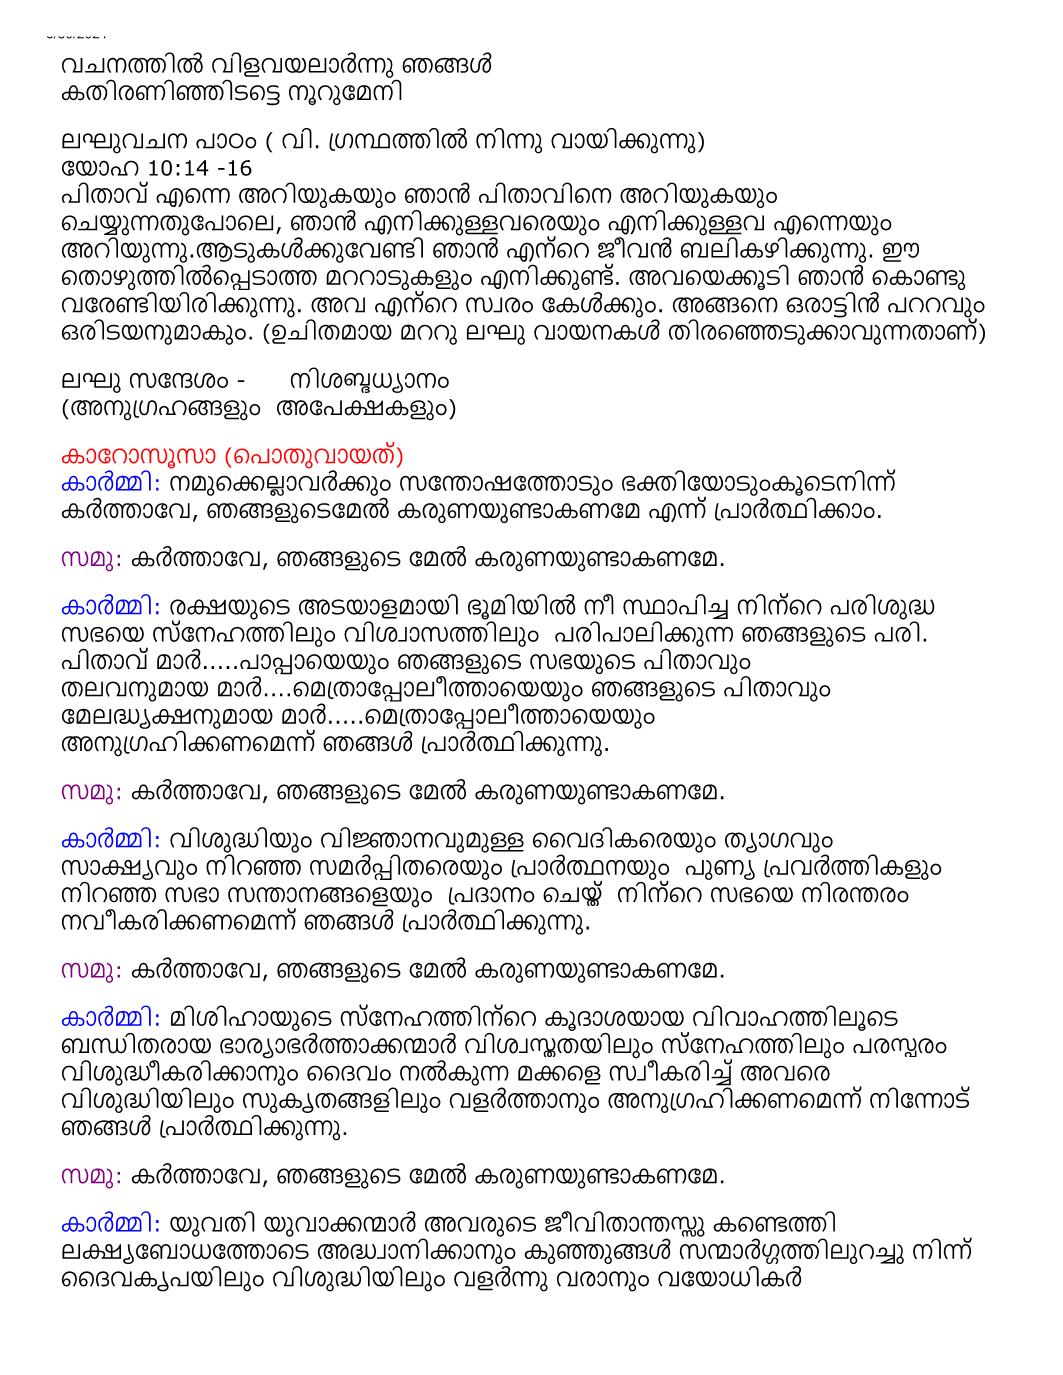 വചനത്തിൽ വിളവയലാർന്നു ഞങ്ങൾ
കതിരണിഞ്ഞിടട്ടെ നൂറുമേനി
ലഘുവചന പാഠം ( വി. ഗ്രന്ഥത്തിൽ നിന്നു വായിക്കുന്നു)
യോഹ 10:14 -16
പിതാവ് എന്നെ അറിയുകയും ഞാൻ പിതാവിനെ അറിയുകയും
ചെയ്യുന്നതുപോലെ, ഞാൻ എനിക്കുള്ളവരെയും എനിക്കുള്ളവ എന്നെയും
അറിയുന്നു.ആടുകൾക്കുവേണ്ടി ഞാൻ എന്റെ ജീവൻ ബലികഴിക്കുന്നു. ഈ
തൊഴുത്തിൽപ്പെടാത്ത മററാടുകളും എനിക്കുണ്ട്. അവയെക്കൂടി ഞാൻ കൊണ്ടു
വരേണ്ടിയിരിക്കുന്നു. അവ എന്റെ സ്വരം കേൾക്കും. അങ്ങനെ ഒരാട്ടിൻ പററവും
ഒരിടയനുമാകും. (ഉചിതമായ മററു ലഘു വായനകൾ തിരഞ്ഞെടുക്കാവുന്നതാണ്)
ലഘു സന്ദേശം - നിശബ്ദധ്യാനം
(അനുഗ്രഹങ്ങളും അപേക്ഷകളും)
കാറോസൂസാ (പൊതുവായത്)
കാർമ്മി: നമുക്കെല്ലാവർക്കും സന്തോഷത്തോടും ഭക്തിയോടുംകൂടെനിന്ന്
കർത്താവേ, ഞങ്ങളുടെമേൽ കരുണയുണ്ടാകണമേ എന്ന് പ്രാർത്ഥിക്കാം.
സമൂ: കർത്താവേ, ഞങ്ങളുടെ മേൽ കരുണയുണ്ടാകണമേ.
കാർമ്മി: രക്ഷയുടെ അടയാളമായി ഭൂമിയിൽ നീ സ്ഥാപിച്ച നിന്റെ പരിശുദ്ധ
സഭയെ സ്നേഹത്തിലും വിശ്വാസത്തിലും പരിപാലിക്കുന്ന ഞങ്ങളുടെ പരി.
പിതാവ് മാർ.....പാപ്പായെയും ഞങ്ങളുടെ സഭയുടെ പിതാവും
തലവനുമായ മാർ....മെത്രാപ്പോലീത്തായെയും ഞങ്ങളുടെ പിതാവും
മേലദ്ധ്യക്ഷനുമായ മാർ.....മെത്രാപ്പോലീത്തായെയും
അനുഗ്രഹിക്കണമെന്ന് ഞങ്ങൾ പ്രാർത്ഥിക്കുന്നു.
സമൂ: കർത്താവേ, ഞങ്ങളുടെ മേൽ കരുണയുണ്ടാകണമേ.
കാർമ്മി: വിശുദ്ധിയും വിജ്ഞാനവുമുള്ള വൈദികരെയും ത്യാഗവും
സാക്ഷ്യവും നിറഞ്ഞ സമർപ്പിതരെയും പ്രാർത്ഥനയും പുണ്യ പ്രവർത്തികളും
നിറഞ്ഞ സഭാ സന്താനങ്ങളെയും പ്രദാനം ചെയ്ത് നിന്റെ സഭയെ നിരന്തരം
നവീകരിക്കണമെന്ന് ഞങ്ങൾ പ്രാർത്ഥിക്കുന്നു.
സമൂ: കർത്താവേ, ഞങ്ങളുടെ മേൽ കരുണയുണ്ടാകണമേ.
കാർമ്മി: മിശിഹായുടെ സ്നേഹത്തിന്റെ കൂദാശയായ വിവാഹത്തിലൂടെ
ബന്ധിതരായ ഭാര്യാഭർത്താക്കന്മാർ വിശ്വസ്തതയിലും സ്നേഹത്തിലും പരസ്പരം
വിശുദ്ധീകരിക്കാനും ദൈവം നൽകുന്ന മക്കളെ സ്വീകരിച്ച് അവരെ
വിശുദ്ധിയിലും സുകൃതങ്ങളിലും വളർത്താനും അനുഗ്രഹിക്കണമെന്ന് നിന്നോട്
ഞങ്ങൾ പ്രാർത്ഥിക്കുന്നു.
സമൂ: കർത്താവേ, ഞങ്ങളുടെ മേൽ കരുണയുണ്ടാകണമേ.
കാർമ്മി: യുവതി യുവാക്കന്മാർ അവരുടെ ജീവിതാന്തസ്സു കണ്ടെത്തി
ലക്ഷ്യബോധത്തോടെ അദ്ധ്വാനിക്കാനും കുഞ്ഞുങ്ങൾ സന്മാർഗ്ഗത്തിലുറച്ചു നിന്ന്
ദൈവകൃപയിലും വിശുദ്ധിയിലും വളർന്നു വരാനും വയോധികർ